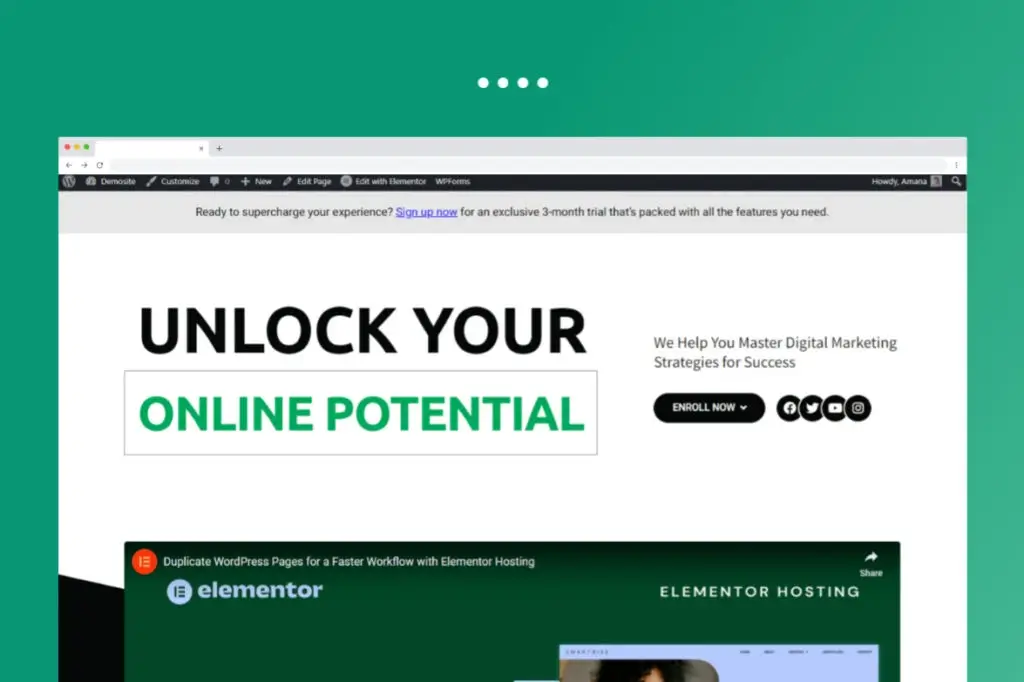 Demosite Customize 0 New Edit Page Edit with Elementor WPForms Howdy, Amana
Ready to supercharge your experience? Sign up now for an exclusive 3-month trial that's packed with all the features you need.
UNLOCK YOUR
ONLINE POTENTIAL
We Help You Master Digital Marketing
Strategies for Success
ENROLL NOW
Duplicate WordPress Pages for a Faster Workflow with Elementor Hosting
Share
elementor
ELEMENTOR HOSTING